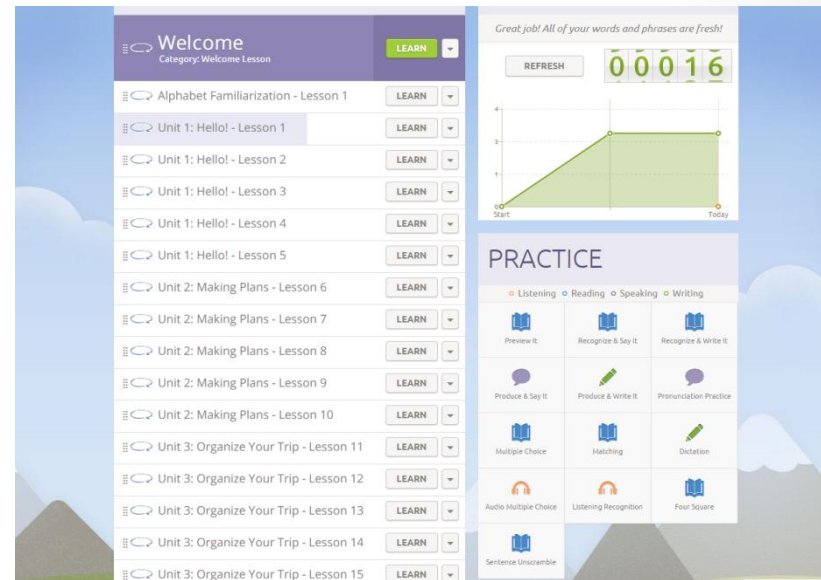 Welcome
Category: Welcome Lesson
LEARN
Alphabet Familiarization - Lesson 1
LEARN
Unit 1: Hello! - Lesson 1
LEARN
Unit 1: Hello! - Lesson 2
LEARN
Unit 1: Hello! - Lesson 3
LEARN
Unit 1: Hello! - Lesson 4
LEARN
Unit 1: Hello! - Lesson 5
LEARN
Unit 2: Making Plans - Lesson 6
LEARN
Unit 2: Making Plans - Lesson 7
LEARN
Unit 2: Making Plans - Lesson 8
LEARN
Unit 2: Making Plans - Lesson 9
LEARN
Unit 2: Making Plans - Lesson 10
LEARN
Unit 3: Organize Your Trip - Lesson 11
LEARN
Unit 3: Organize Your Trip - Lesson 12
LEARN
Unit 3: Organize Your Trip - Lesson 13
LEARN
Unit 3: Organize Your Trip - Lesson 14
LEARN
Unit 3: Organize Your Trip - Lesson 15
LEARN
Great job! All of your words and phrases are fresh!
REFRESH
0 0 0 1 6
4
3
1
0
Start Today
PRACTICE
Listening Reading Speaking Writing
Preview It Recognize & Say It Recognize & Write It
Produce & Say It Produce & Write It Pronunciation Practice
Multiple Choice Matching Dictation
Audio Multiple Choice Listening Recognition Four Square
Sentence Unscramble